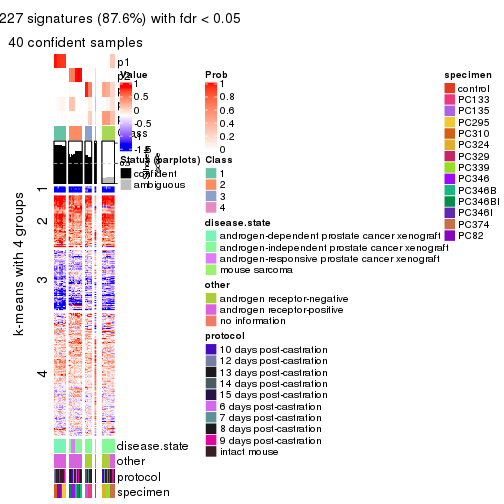 227 signatures (87.6%) with fdr < 0.05
40 confident samples
p1
p2
Value
1
0.5
0
-0.5
-1
-1.5
Status (barplots)
confident
ambiguous
k-means with 4 groups
1
2
3
4
disease.state
other
protocol
specimen
Prob
1
0.8
0.6
0.4
0.2
0
Class
1
2
3
4
disease.state
androgen-dependent prostate cancer xenograft
androgen-independent prostate cancer xenograft
androgen-responsive prostate cancer xenograft
mouse sarcoma
other
androgen receptor-negative
androgen receptor-positive
no information
protocol
10 days post-castration
12 days post-castration
13 days post-castration
14 days post-castration
15 days post-castration
6 days post-castration
7 days post-castration
8 days post-castration
9 days post-castration
intact mouse
specimen
control
PC133
PC135
PC295
PC310
PC324
PC329
PC339
PC346
PC346B
PC346BI
PC346I
PC374
PC82